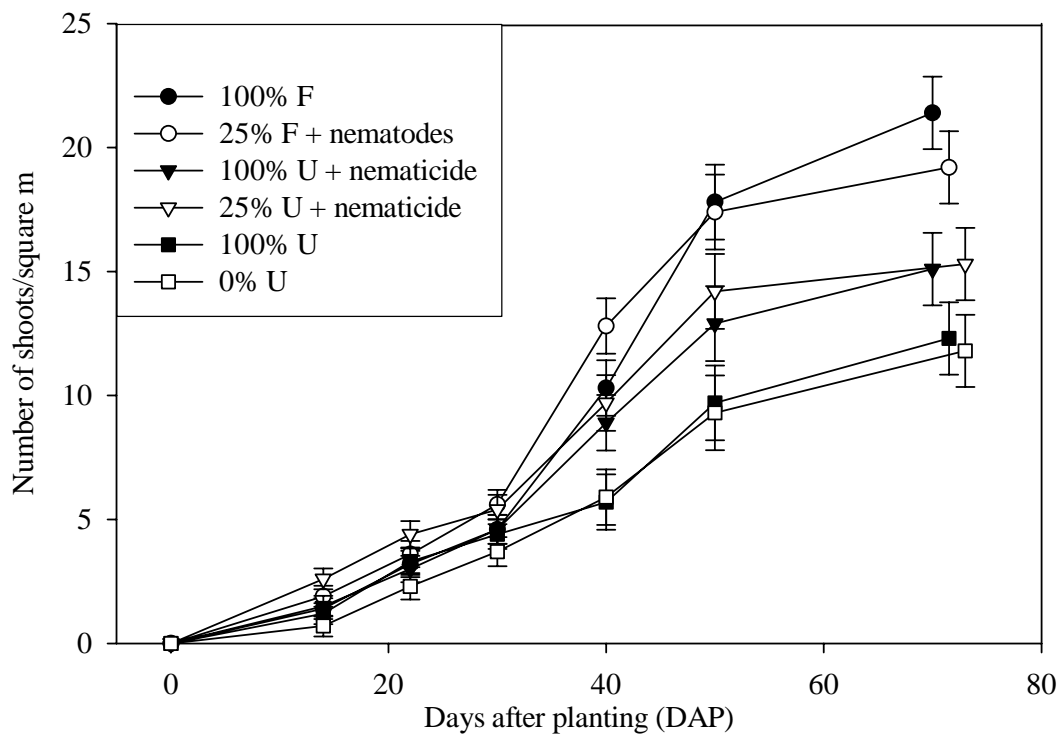 25
20
15
10
5
0
Number of shoots/square m
100% F
25% F + nematodes
100% U + nematicide
25% U + nematicide
100% U
0% U
0 20 40 60 80
Days after planting (DAP)